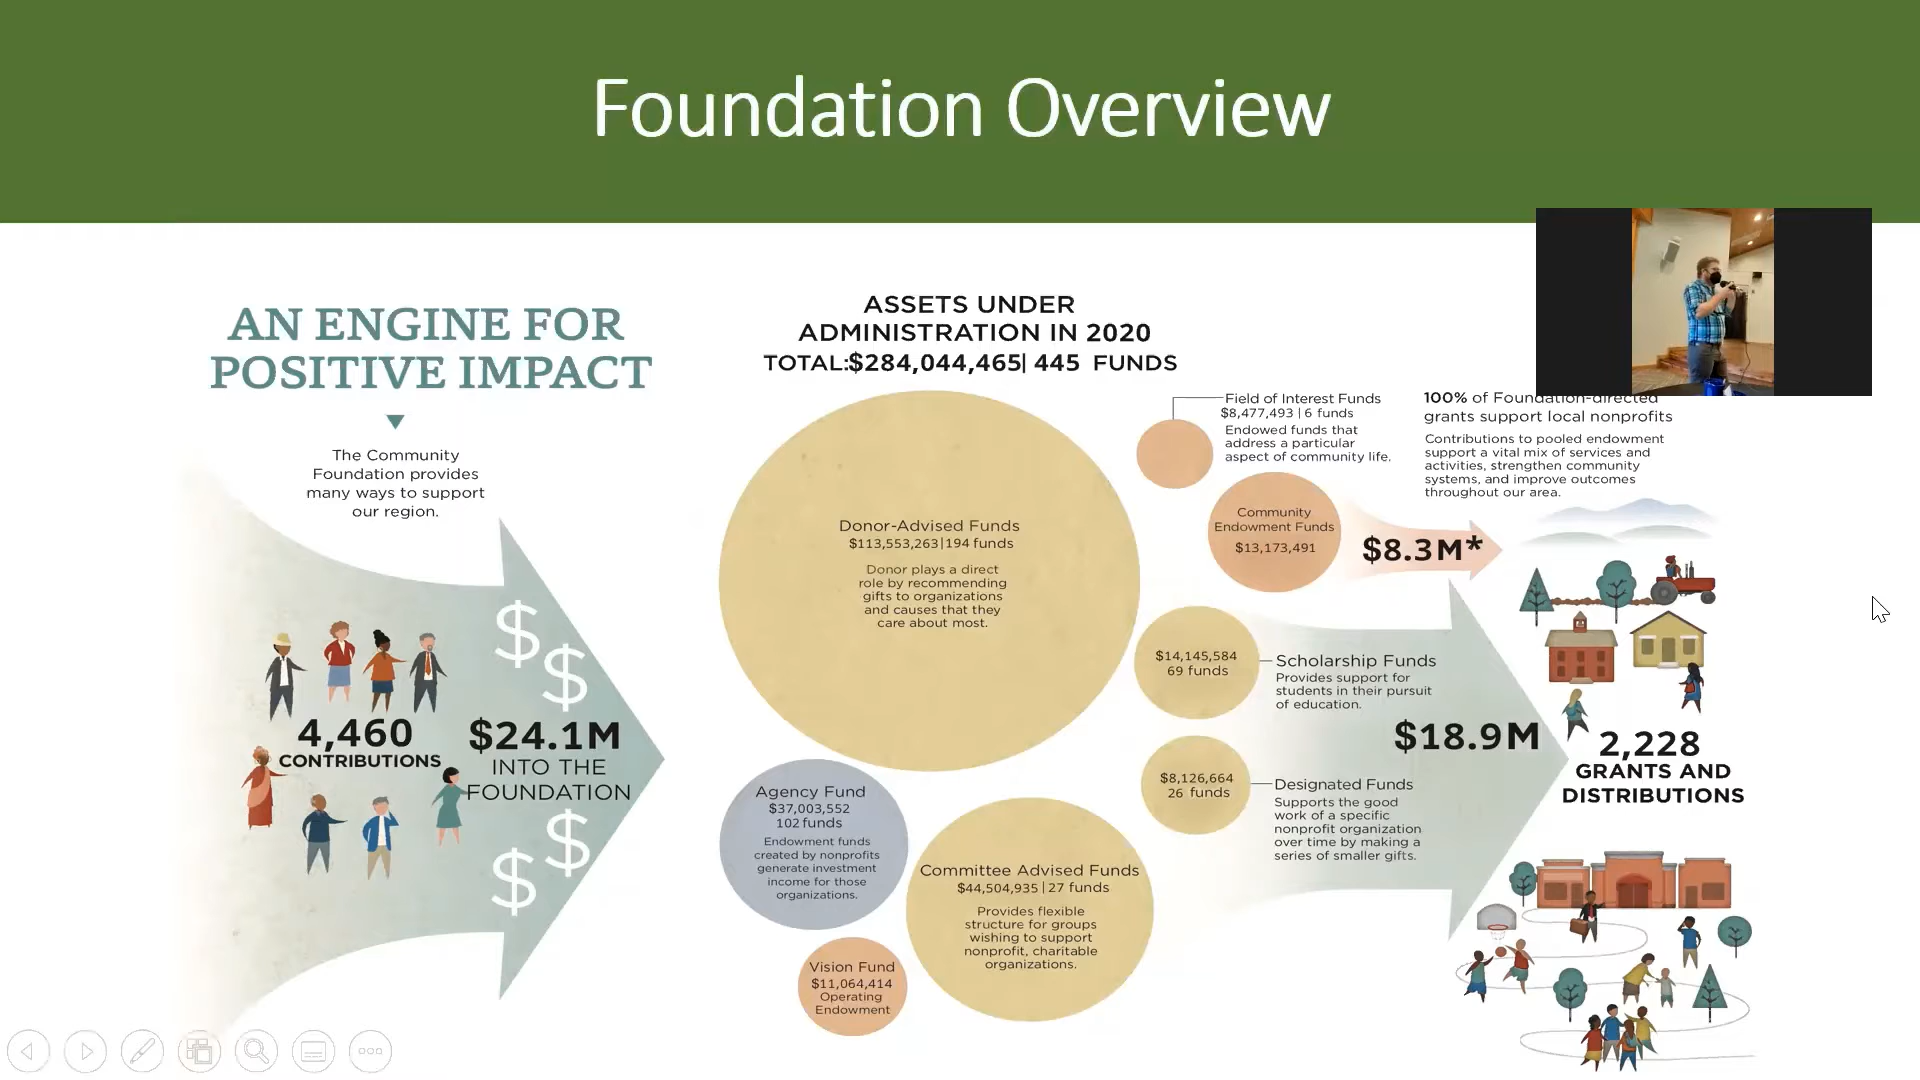 Foundation Overview
AN ENGINE FOR
POSITIVE IMPACT
The Community
Foundation provides
many ways to support
our region.
4,460
CONTRIBUTIONS
$24.1M
INTO THE
FOUNDATION
$
$
$
$
ASSETS UNDER
ADMINISTRATION IN 2020
TOTAL:$284,044,465| 445 FUNDS
Donor-Advised Funds
$113,553,263|194 funds
Donor plays a direct
role by recommending
gifts to organizations
and causes that they
care about most.
Agency Fund
$37,003,552
102 funds
Endowment funds
created by nonprofits
generate investment
income for those
organizations.
Vision Fund
$11,064,414
Operating
Endowment
Committee Advised Funds
$44,504,935|27 funds
Provides flexible
structure for groups
wishing to support
nonprofit, charitable
organizations.
Field of Interest Funds
$8,477,493 | 6 funds
Endowed funds that
address a particular
aspect of community life.
Community
Endowment Funds
$13,173,491
$14,145,584
69 funds
Scholarship Funds
Provides support for
students in their pursuit
of education.
$8,126,664
26 funds
Designated Funds
Supports the good
work of a specific
nonprofit organization
over time by making a
series of smaller gifts.
100% of Foundation-directed
grants support local nonprofits
Contributions to pooled endowment
support a vital mix of services and
activities, strengthen community
systems, and improve outcomes
throughout our area.
$8.3M*
$18.9M
2,228
GRANTS AND
DISTRIBUTIONS